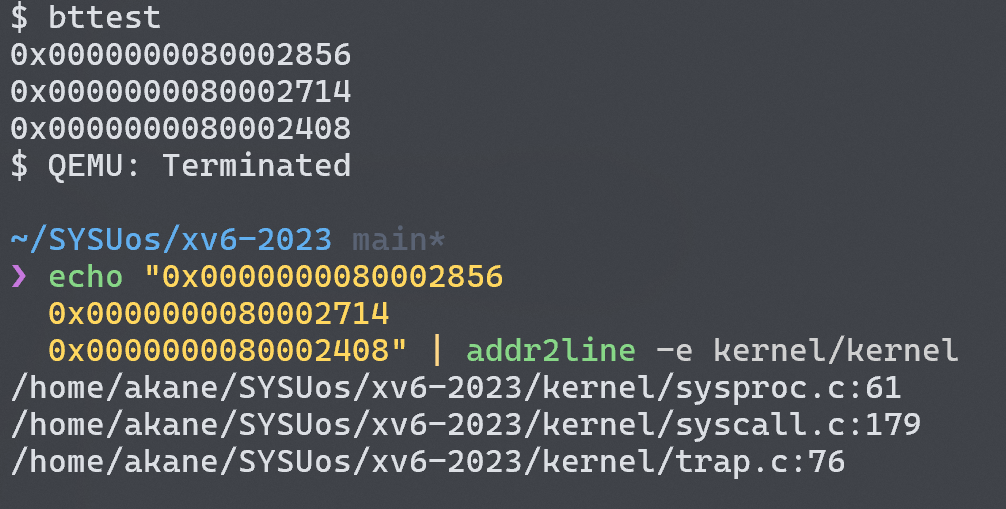 $ bttest
0x0000000080002856
0x0000000080002714
0x0000000080002408
$ QEMU: Terminated
~/SYSUos/xv6-2023 main*
❯ echo "0x0000000080002856
0x0000000080002714
0x0000000080002408" | addr2line -e kernel/kernel
/home/akane/SYSUos/xv6-2023/kernel/sysproc.c:61
/home/akane/SYSUos/xv6-2023/kernel/syscall.c:179
/home/akane/SYSUos/xv6-2023/kernel/trap.c:76